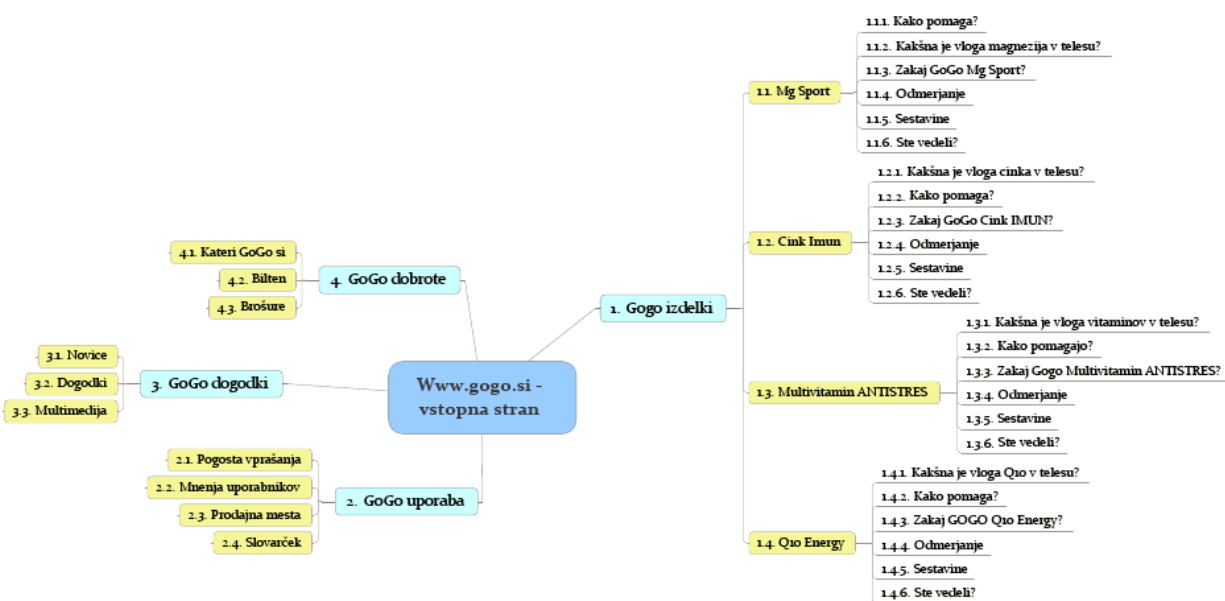 Www.gogo.si -
vstopna stran
1. Gogo izdelki
1.1. Mg Sport
1.1.1. Kako pomaga?
1.1.2. Kakšna je vloga magnezija v telesu?
1.1.3. Zakaj GoGo Mg Sport?
1.1.4. Odmerjanje
1.1.5. Sestavine
1.1.6. Ste vedeli?
1.2. Cink Imun
1.2.1. Kakšna je vloga cinka v telesu?
1.2.2. Kako pomaga?
1.2.3. Zakaj GoGo Cink IMUN?
1.2.4. Odmerjanje
1.2.5. Sestavine
1.2.6. Ste vedeli?
1.3. Multivitamin ANTISTRES
1.3.1. Kakšna je vloga vitaminov v telesu?
1.3.2. Kako pomagajo?
1.3.3. Zakaj Gogo Multivitamin ANTISTRES?
1.3.4. Odmerjanje
1.3.5. Sestavine
1.3.6. Ste vedeli?
1.4. Q10 Energy
1.4.1. Kakšna je vloga Q10 v telesu?
1.4.2. Kako pomaga?
1.4.3. Zakaj GOGO Q10 Energy?
1.4.4. Odmerjanje
1.4.5. Sestavine
1.4.6. Ste vedeli?
2. GoGo uporaba
2.1. Pogosta vprašanja
2.2. Mnenja uporabnikov
2.3. Prodajna mesta
2.4. Slovarček
3. GoGo dogodki
3.1. Novice
3.2. Dogodki
3.3. Multimedija
4. GoGo dobrote
4.1. Kateri GoGo si
4.2. Bilten
4.3. Brošure